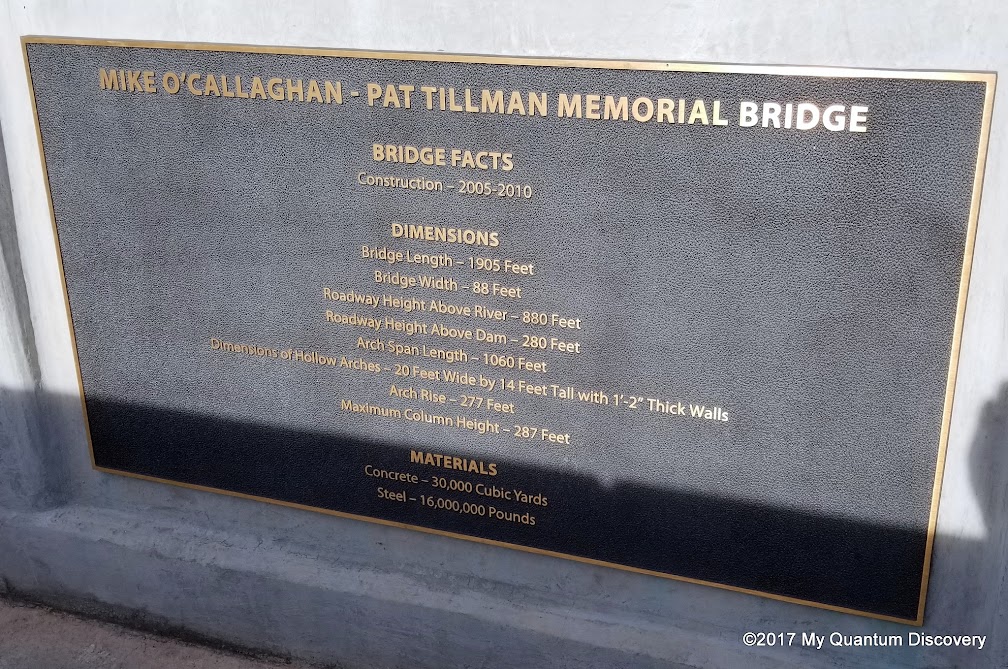 MIKE O'CALLAGHAN - PAT TILLMAN MEMORIAL BRIDGE
BRIDGE FACTS
Construction – 2005-2010
DIMENSIONS
Bridge Length – 1905 Feet
Bridge Width – 88 Feet
Roadway Height Above River – 880 Feet
Roadway Height Above Dam – 280 Feet
Arch Span Length – 1060 Feet
Dimensions of Hollow Arches – 20 Feet Wide by 14 Feet Tall with 1'-2" Thick Walls
Arch Rise – 277 Feet
Maximum Column Height – 287 Feet
MATERIALS
Concrete – 30,000 Cubic Yards
Steel – 16,000,000 Pounds
©2017 My Quantum Discovery